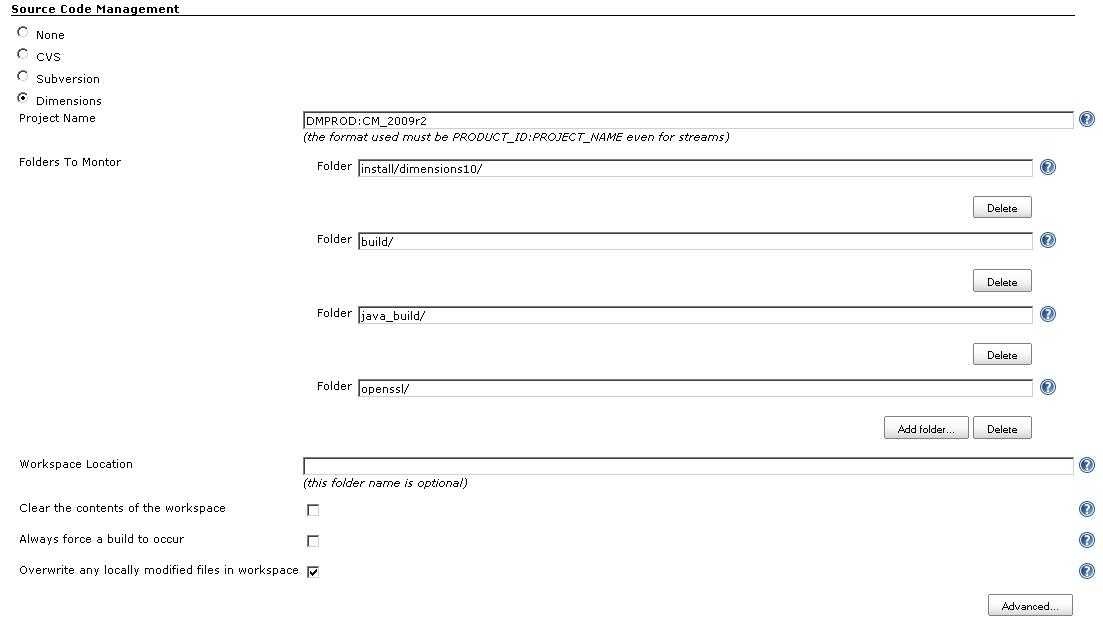 Source Code Management
None
CVS
Subversion
Dimensions
Project Name DMPROD:CM_2009r2 ?
(the format used must be PRODUCT_ID:PROJECT_NAME even for streams)
Folders To Montor Folder install/dimensions10/ ?
Delete
Folder build/ ?
Delete
Folder java_build/ ?
Delete
Folder openssl/ ?
Add folder... Delete
Workspace Location ?
(this folder name is optional)
Clear the contents of the workspace ?
Always force a build to occur ?
Overwrite any locally modified files in workspace ?
Advanced...